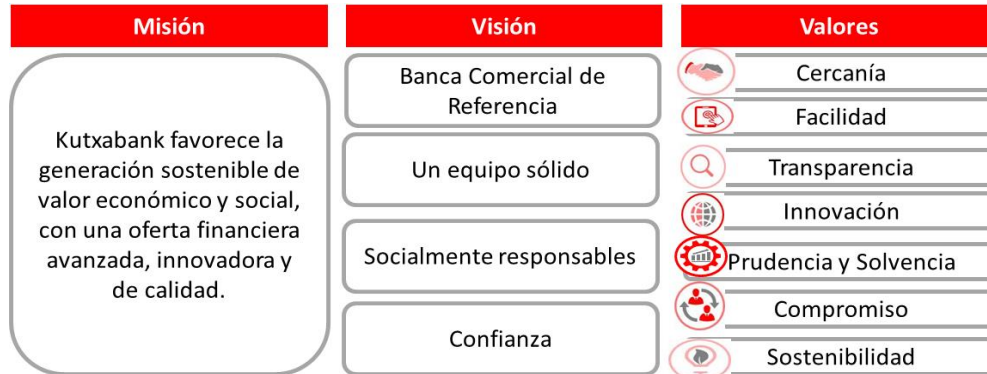 Misión
Kutxabank favorece la
generación sostenible de
valor económico y social,
con una oferta financiera
avanzada, innovadora y
de calidad.
Visión
Banca Comercial de
Referencia
Un equipo sólido
Socialmente responsables
Confianza
Valores
Cercanía
Facilidad
Transparencia
Innovación
Prudencia y Solvencia
Compromiso
Sostenibilidad